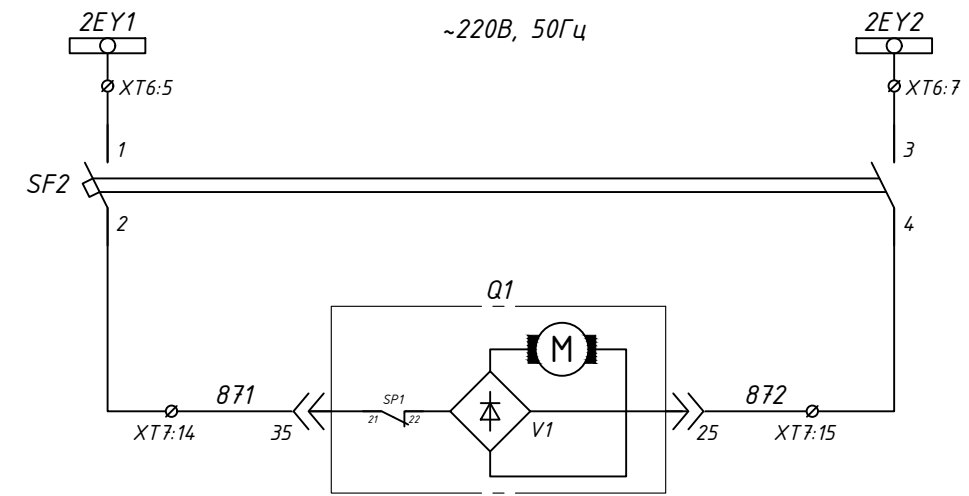 2EY1
~220В, 50Гц
2EY2
XT6:5
XT6:7
1
3
SF2
2
4
Q1
M
871
SP1
872
21
22
V1
XT7:14
35
25
XT7:15